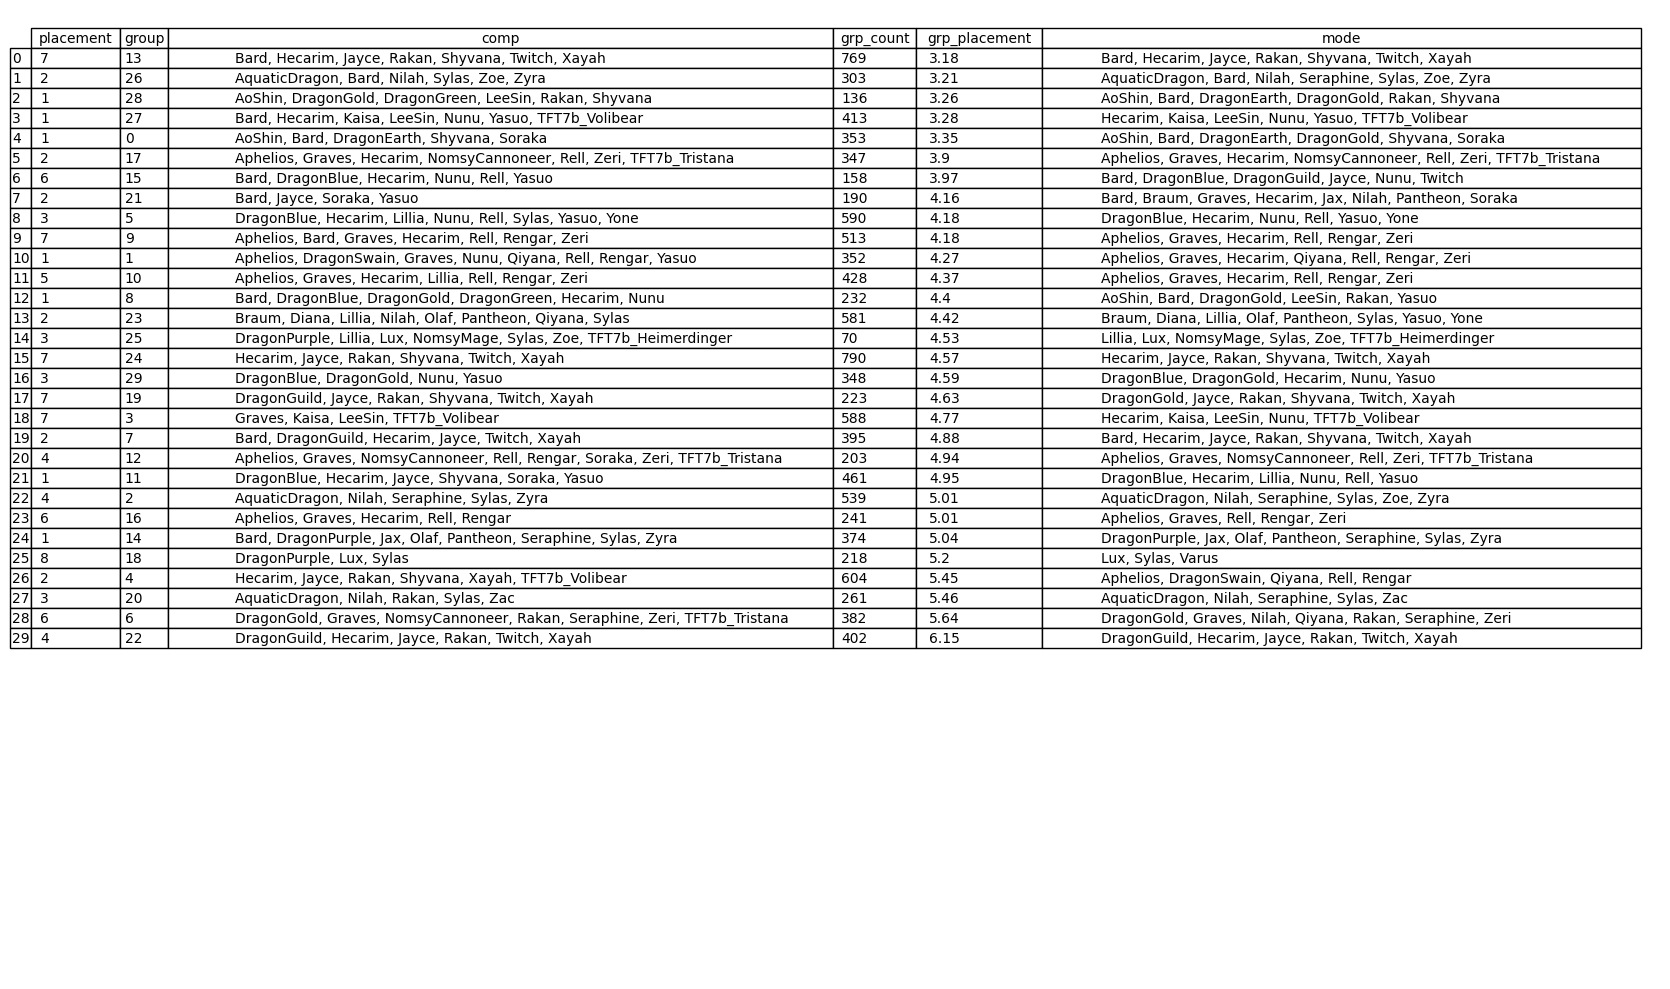 placement group comp grp_count grp_placement mode
0 7 13 Bard, Hecarim, Jayce, Rakan, Shyvana, Twitch, Xayah 769 3.18 Bard, Hecarim, Jayce, Rakan, Shyvana, Twitch, Xayah
1 2 26 AquaticDragon, Bard, Nilah, Sylas, Zoe, Zyra 303 3.21 AquaticDragon, Bard, Nilah, Seraphine, Sylas, Zoe, Zyra
2 1 28 AoShin, DragonGold, DragonGreen, LeeSin, Rakan, Shyvana 136 3.26 AoShin, Bard, DragonEarth, DragonGold, Rakan, Shyvana
3 1 27 Bard, Hecarim, Kaisa, LeeSin, Nunu, Yasuo, TFT7b_Volibear 413 3.28 Hecarim, Kaisa, LeeSin, Nunu, Yasuo, TFT7b_Volibear
4 1 0 AoShin, Bard, DragonEarth, Shyvana, Soraka 353 3.35 AoShin, Bard, DragonEarth, DragonGold, Shyvana, Soraka
5 2 17 Aphelios, Graves, Hecarim, NomsyCannoneer, Rell, Zeri, TFT7b_Tristana 347 3.9 Aphelios, Graves, Hecarim, NomsyCannoneer, Rell, Zeri, TFT7b_Tristana
6 6 15 Bard, DragonBlue, Hecarim, Nunu, Rell, Yasuo 158 3.97 Bard, DragonBlue, DragonGuild, Jayce, Nunu, Twitch
7 2 21 Bard, Jayce, Soraka, Yasuo 190 4.16 Bard, Braum, Graves, Hecarim, Jax, Nilah, Pantheon, Soraka
8 3 5 DragonBlue, Hecarim, Lillia, Nunu, Rell, Sylas, Yasuo, Yone 590 4.18 DragonBlue, Hecarim, Nunu, Rell, Yasuo, Yone
9 7 9 Aphelios, Bard, Graves, Hecarim, Rell, Rengar, Zeri 513 4.18 Aphelios, Graves, Hecarim, Rell, Rengar, Zeri
10 1 1 Aphelios, DragonSwain, Graves, Nunu, Qiyana, Rell, Rengar, Yasuo 352 4.27 Aphelios, Graves, Hecarim, Qiyana, Rell, Rengar, Zeri
11 5 10 Aphelios, Graves, Hecarim, Lillia, Rell, Rengar, Zeri 428 4.37 Aphelios, Graves, Hecarim, Rell, Rengar, Zeri
12 1 8 Bard, DragonBlue, DragonGold, DragonGreen, Hecarim, Nunu 232 4.4 AoShin, Bard, DragonGold, LeeSin, Rakan, Yasuo
13 2 23 Braum, Diana, Lillia, Nilah, Olaf, Pantheon, Qiyana, Sylas 581 4.42 Braum, Diana, Lillia, Olaf, Pantheon, Sylas, Yasuo, Yone
14 3 25 DragonPurple, Lillia, Lux, NomsyMage, Sylas, Zoe, TFT7b_Heimerdinger 70 4.53 Lillia, Lux, NomsyMage, Sylas, Zoe, TFT7b_Heimerdinger
15 7 24 Hecarim, Jayce, Rakan, Shyvana, Twitch, Xayah 790 4.57 Hecarim, Jayce, Rakan, Shyvana, Twitch, Xayah
16 3 29 DragonBlue, DragonGold, Nunu, Yasuo 348 4.59 DragonBlue, DragonGold, Hecarim, Nunu, Yasuo
17 7 19 DragonGuild, Jayce, Rakan, Shyvana, Twitch, Xayah 223 4.63 DragonGold, Jayce, Rakan, Shyvana, Twitch, Xayah
18 7 3 Graves, Kaisa, LeeSin, TFT7b_Volibear 588 4.77 Hecarim, Kaisa, LeeSin, Nunu, TFT7b_Volibear
19 2 7 Bard, DragonGuild, Hecarim, Jayce, Twitch, Xayah 395 4.88 Bard, Hecarim, Jayce, Rakan, Shyvana, Twitch, Xayah
20 4 12 Aphelios, Graves, NomsyCannoneer, Rell, Rengar, Soraka, Zeri, TFT7b_Tristana 203 4.94 Aphelios, Graves, NomsyCannoneer, Rell, Zeri, TFT7b_Tristana
21 1 11 DragonBlue, Hecarim, Jayce, Shyvana, Soraka, Yasuo 461 4.95 DragonBlue, Hecarim, Lillia, Nunu, Rell, Yasuo
22 4 2 AquaticDragon, Nilah, Seraphine, Sylas, Zyra 539 5.01 AquaticDragon, Nilah, Seraphine, Sylas, Zoe, Zyra
23 6 16 Aphelios, Graves, Hecarim, Rell, Rengar 241 5.01 Aphelios, Graves, Rell, Rengar, Zeri
24 1 14 Bard, DragonPurple, Jax, Olaf, Pantheon, Seraphine, Sylas, Zyra 374 5.04 DragonPurple, Jax, Olaf, Pantheon, Seraphine, Sylas, Zyra
25 8 18 DragonPurple, Lux, Sylas 218 5.2 Lux, Sylas, Varus
26 2 4 Hecarim, Jayce, Rakan, Shyvana, Xayah, TFT7b_Volibear 604 5.45 Aphelios, DragonSwain, Qiyana, Rell, Rengar
27 3 20 AquaticDragon, Nilah, Rakan, Sylas, Zac 261 5.46 AquaticDragon, Nilah, Seraphine, Sylas, Zac
28 6 6 DragonGold, Graves, NomsyCannoneer, Rakan, Seraphine, Zeri, TFT7b_Tristana 382 5.64 DragonGold, Graves, Nilah, Qiyana, Rakan, Seraphine, Zeri
29 4 22 DragonGuild, Hecarim, Jayce, Rakan, Twitch, Xayah 402 6.15 DragonGuild, Hecarim, Jayce, Rakan, Twitch, Xayah